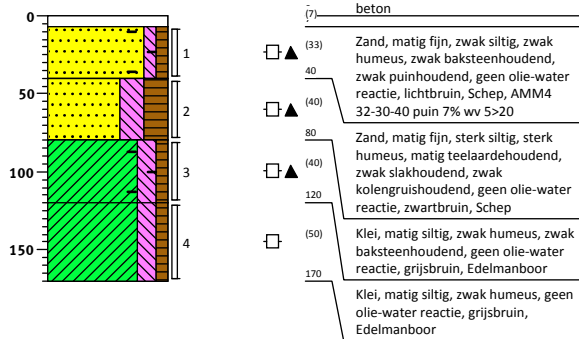 0
50
100
150
1
2
3
4
(7)
(33)
40
(40)
80
(40)
120
(50)
170
beton
Zand, matig fijn, zwak siltig, zwak
humeus, zwak baksteenhoudend,
zwak puinhoudend, geen olie-water
reactie, lichtbruin, Schep, AMM4
32-30-40 puin 7% wv 5>20
Zand, matig fijn, sterk siltig, sterk
humeus, matig teelaardehoudend,
zwak slakhoudend, zwak
kolengruishoudend, geen olie-water
reactie, zwartbruin, Schep
Klei, matig siltig, zwak humeus, zwak
baksteenhoudend, geen olie-water
reactie, grijsbruin, Edelmanboor
Klei, matig siltig, zwak humeus, geen
olie-water reactie, grijsbruin,
Edelmanboor